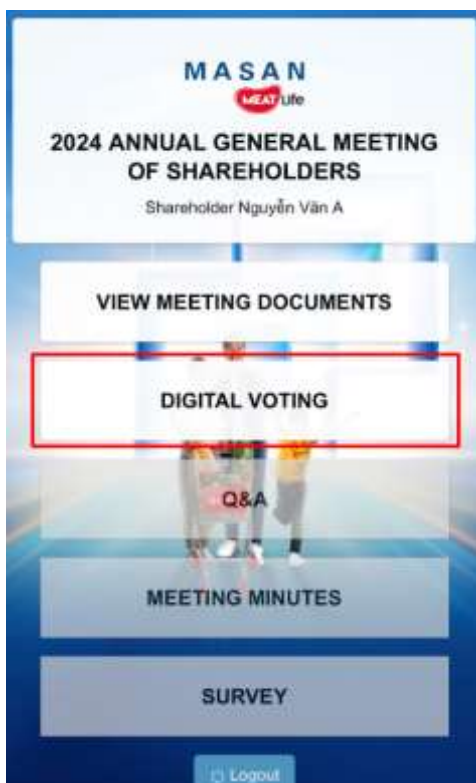 MASAN
MEATLife
2024 ANNUAL GENERAL MEETING
OF SHAREHOLDERS
Shareholder Nguyễn Văn A
VIEW MEETING DOCUMENTS
DIGITAL VOTING
Q&A
MEETING MINUTES
SURVEY
Logout